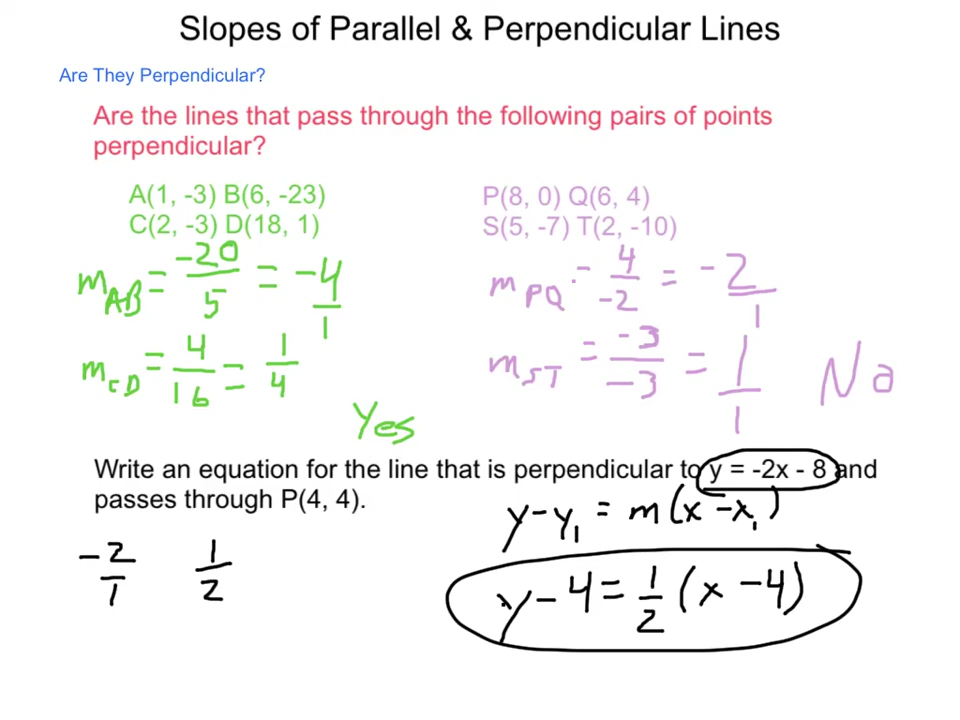 Slopes of Parallel & Perpendicular Lines
Are They Perpendicular?
Are the lines that pass through the following pairs of points
perpendicular?
A(1, -3) B(6, -23)
C(2, -3) D(18, 1)
m_AB = -20/5 = -4/1
m_CD = 4/16 = 1/4
Yes
P(8, 0) Q(6, 4)
S(5, -7) T(2, -10)
m_PQ = 4/-2 = -2/1
m_ST = -3/-3 = 1/1 No
Write an equation for the line that is perpendicular to y = -2x - 8 and
passes through P(4, 4).
-2/1 1/2
y - y₁ = m(x - x₁)
y - 4 = 1/2 (x - 4)